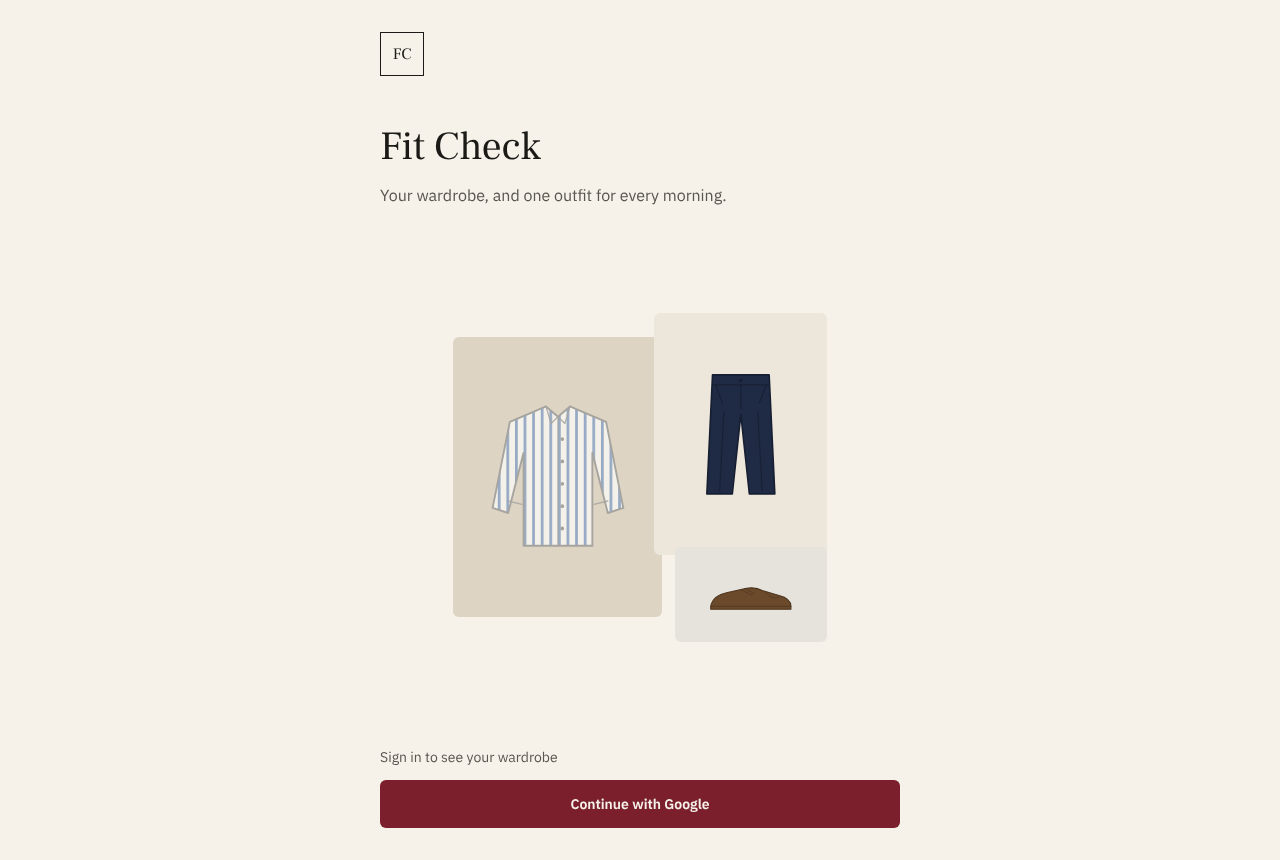 FC
Fit Check
Your wardrobe, and one outfit for every morning.
Sign in to see your wardrobe
Continue with Google